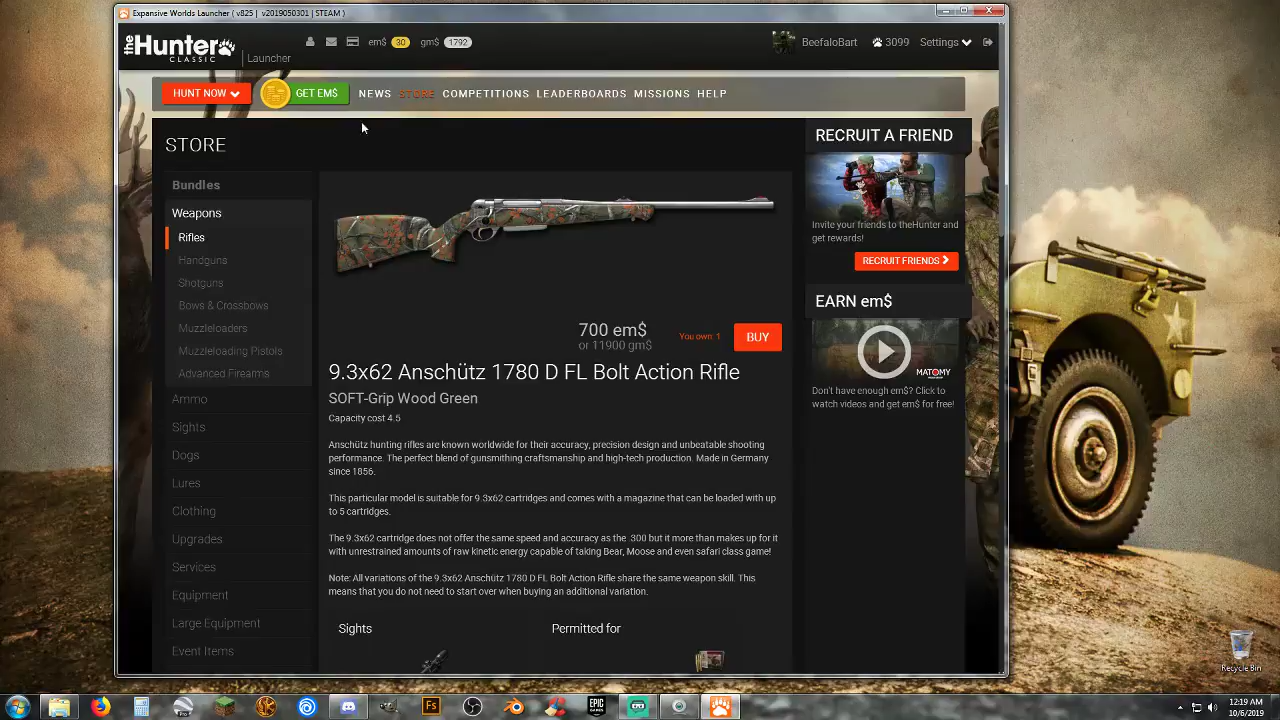 Expansive Worlds Launcher ( v825 | v2019050301 | STEAM )
theHunter CLASSIC Launcher
em$ 30 gm$ 1792
BeefaloBart 3099 Settings
HUNT NOW GET EM$ NEWS STORE COMPETITIONS LEADERBOARDS MISSIONS HELP
STORE
Bundles
Weapons
Rifles
Handguns
Shotguns
Bows & Crossbows
Muzzleloaders
Muzzleloading Pistols
Advanced Firearms
Ammo
Sights
Dogs
Lures
Clothing
Upgrades
Services
Equipment
Large Equipment
Event Items
700 em$
or 11900 gm$
You own: 1
BUY
9.3x62 Anschütz 1780 D FL Bolt Action Rifle
SOFT-Grip Wood Green
Capacity cost 4.5
Anschütz hunting rifles are known worldwide for their accuracy, precision design and unbeatable shooting
performance. The perfect blend of gunsmithing craftsmanship and high-tech production. Made in Germany
since 1856.
This particular model is suitable for 9.3x62 cartridges and comes with a magazine that can be loaded with up
to 5 cartridges.
The 9.3x62 cartridge does not offer the same speed and accuracy as the .300 but it more than makes up for it
with unrestrained amounts of raw kinetic energy capable of taking Bear, Moose and even safari class game!
Note: All variations of the 9.3x62 Anschütz 1780 D FL Bolt Action Rifle share the same weapon skill. This
means that you do not need to start over when buying an additional variation.
Sights
Permitted for
RECRUIT A FRIEND
Invite your friends to theHunter and
get rewards!
RECRUIT FRIENDS
EARN em$
MATOMY
Don't have enough em$? Click to
watch videos and get em$ for free!
Recycle Bin
Fs
EPIC
GAMES
12:19 AM
10/6/2019